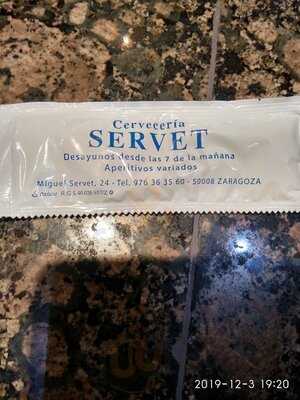 Cervecería
SERVET
Desayunos desde las 7 de la mañana
Aperitivos variados
Miguel Servet, 24 - Tel. 976 36 35 60 - 50008 ZARAGOZA
2019-12-3 19:20